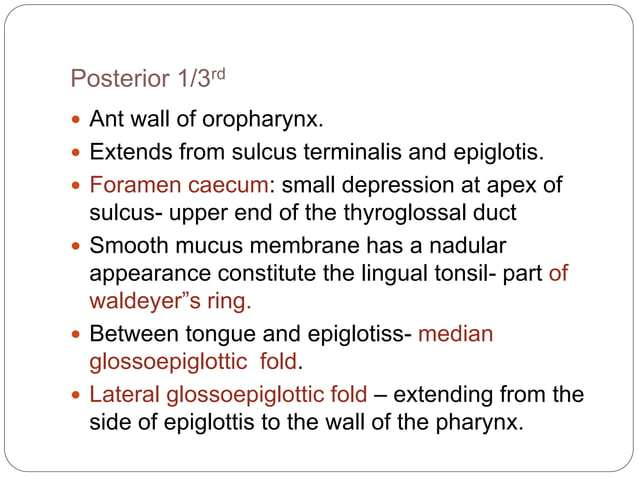 Posterior 1/3rd
• Ant wall of oropharynx.
• Extends from sulcus terminalis and epiglotis.
• Foramen caecum: small depression at apex of
sulcus- upper end of the thyroglossal duct
• Smooth mucus membrane has a nadular
appearance constitute the lingual tonsil- part of
waldeyer”s ring.
• Between tongue and epiglotiss- median
glossoepiglottic  fold.
• Lateral glossoepiglottic fold – extending from the
side of epiglottis to the wall of the pharynx.